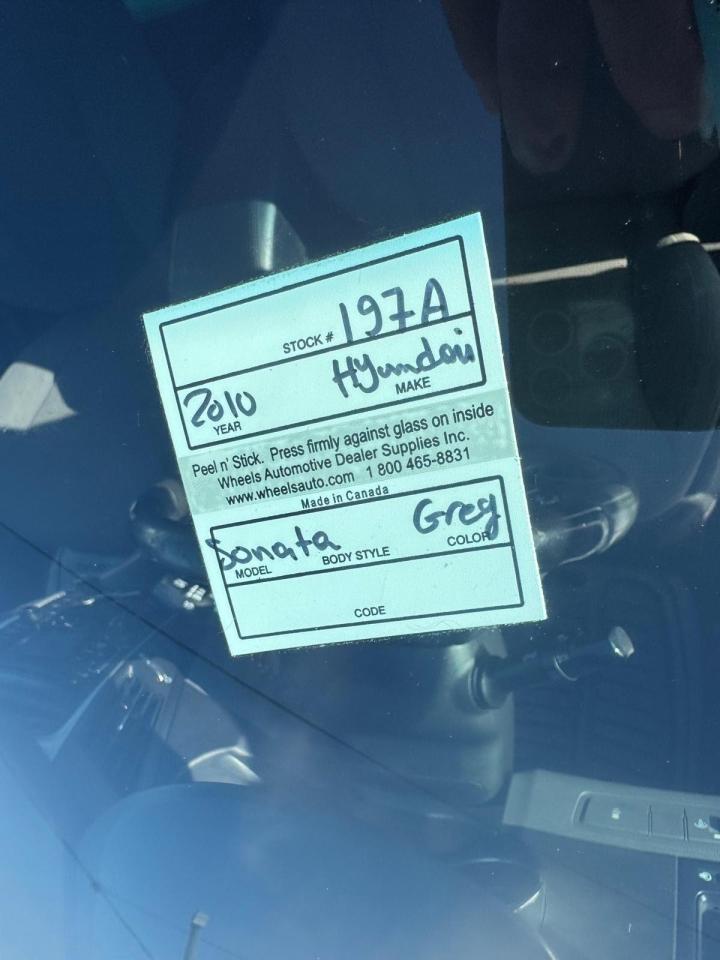 STOCK # 197A
2010 Hyundai
YEAR MAKE
Peel n' Stick. Press firmly against glass on inside
Wheels Automotive Dealer Supplies Inc.
www.wheelsauto.com 1 800 465-8831
Made in Canada
Sonata Grey
MODEL BODY STYLE COLOR
CODE